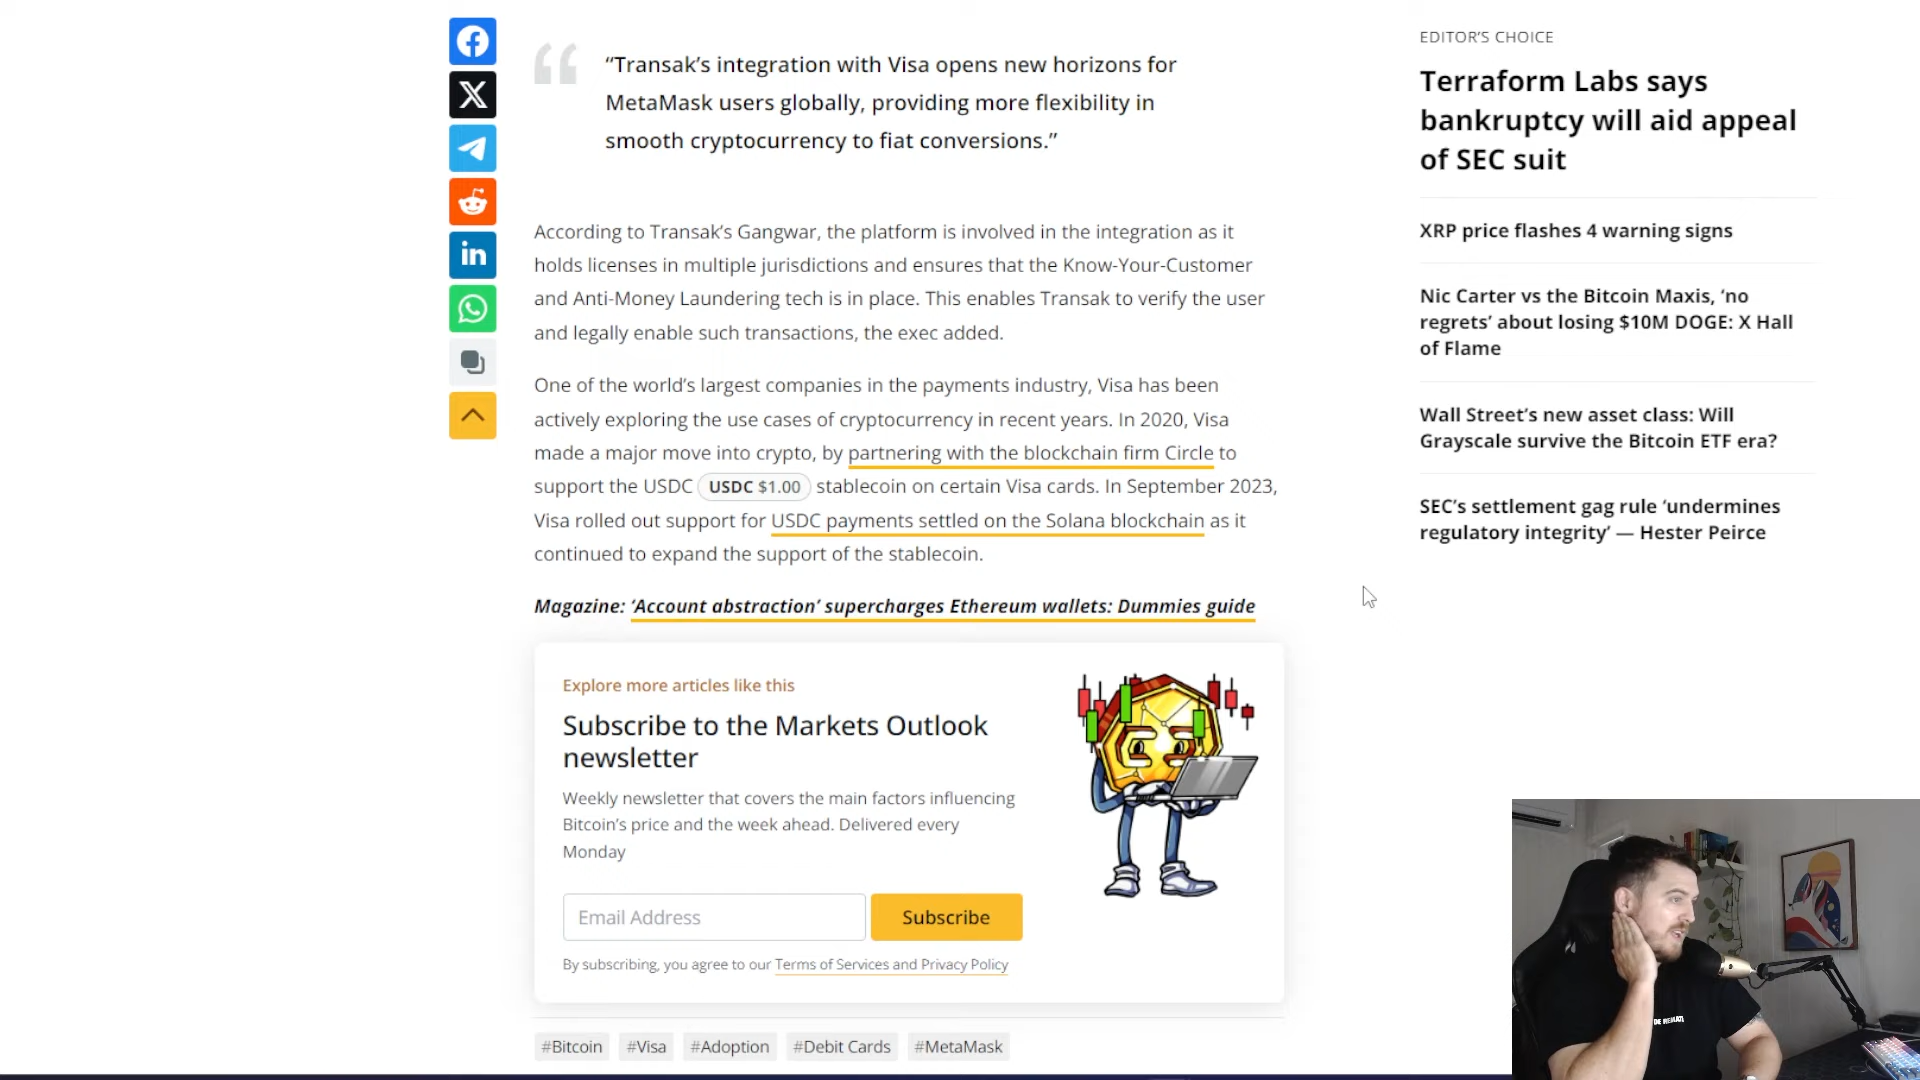 “Transak’s integration with Visa opens new horizons for
MetaMask users globally, providing more flexibility in
smooth cryptocurrency to fiat conversions.”
According to Transak’s Gangwar, the platform is involved in the integration as it
holds licenses in multiple jurisdictions and ensures that the Know-Your-Customer
and Anti-Money Laundering tech is in place. This enables Transak to verify the user
and legally enable such transactions, the exec added.
One of the world’s largest companies in the payments industry, Visa has been
actively exploring the use cases of cryptocurrency in recent years. In 2020, Visa
made a major move into crypto, by partnering with the blockchain firm Circle to
support the USDC USDC $1.00 stablecoin on certain Visa cards. In September 2023,
Visa rolled out support for USDC payments settled on the Solana blockchain as it
continued to expand the support of the stablecoin.
Magazine: ‘Account abstraction’ supercharges Ethereum wallets: Dummies guide
Explore more articles like this
Subscribe to the Markets Outlook
newsletter
Weekly newsletter that covers the main factors influencing
Bitcoin’s price and the week ahead. Delivered every
Monday
Email Address
Subscribe
By subscribing, you agree to our Terms of Services and Privacy Policy
#Bitcoin #Visa #Adoption #Debit Cards #MetaMask
EDITOR’S CHOICE
Terraform Labs says
bankruptcy will aid appeal
of SEC suit
XRP price flashes 4 warning signs
Nic Carter vs the Bitcoin Maxis, ‘no
regrets’ about losing $10M DOGE: X Hall
of Flame
Wall Street’s new asset class: Will
Grayscale survive the Bitcoin ETF era?
SEC’s settlement gag rule ‘undermines
regulatory integrity’ — Hester Peirce